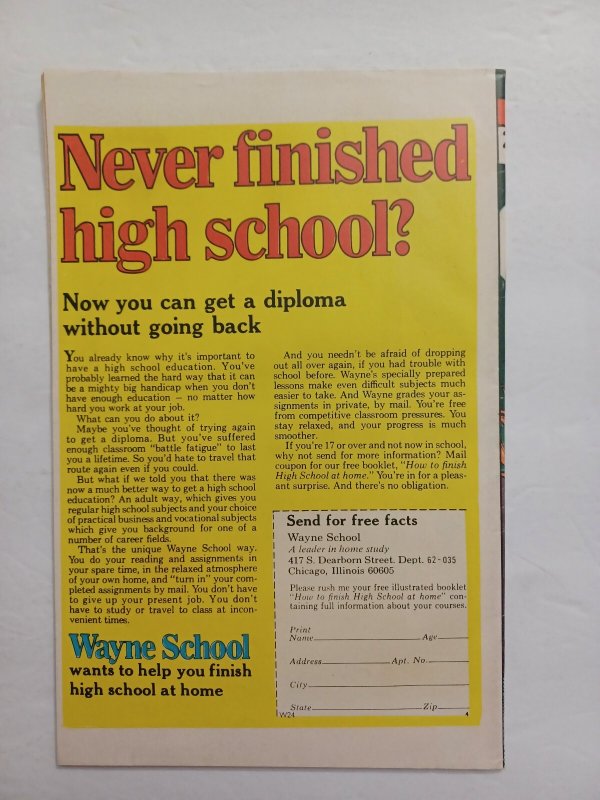 Never finished
high school?
Now you can get a diploma
without going back
You already know why it's important to
have a high school education. You've
probably learned the hard way that it can
be a mighty big handicap when you don't
have enough education — no matter how
hard you work at your job.
What can you do about it?
Maybe you've thought of trying again
to get a diploma. But you've suffered
enough classroom "battle fatigue" to last
you a lifetime. So you'd hate to travel that
route again even if you could.
But what if we told you that there was
now a much better way to get a high school
education? An adult way, which gives you
regular high school subjects and your choice
of practical business and vocational subjects
which give you background for one of a
number of career fields.
That's the unique Wayne School way.
You do your reading and assignments in
your spare time, in the relaxed atmosphere
of your own home, and "turn in" your com-
pleted assignments by mail. You don't have
to give up your present job. You don't
have to study or travel to class at incon-
venient times.
Wayne School
wants to help you finish
high school at home
And you needn't be afraid of dropping
out all over again, if you had trouble with
school before. Wayne's specially prepared
lessons make even difficult subjects much
easier to take. And Wayne grades your as-
signments in private, by mail. You're free
from competitive classroom pressures. You
stay relaxed, and your progress is much
smoother.
If you're 17 or over and not now in school,
why not send for more information? Mail
coupon for our free booklet, "How to finish
High School at home." You're in for a pleas-
ant surprise. And there's no obligation.
Send for free facts
Wayne School
A leader in home study
417 S. Dearborn Street. Dept. 62-035
Chicago, Illinois 60605
Please rush me your free illustrated booklet
"How to finish High School at home" con-
taining full information about your courses.
Print
Name Age
Address Apt. No.
City
State Zip
W24 4